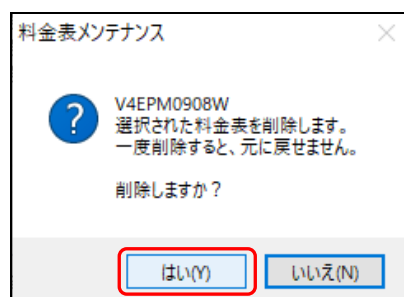 料金表メンテナンス
V4EPM0908W
選択された料金表を削除します。
一度削除すると、元に戻せません。
削除しますか？
はい(Y)
いいえ(N)